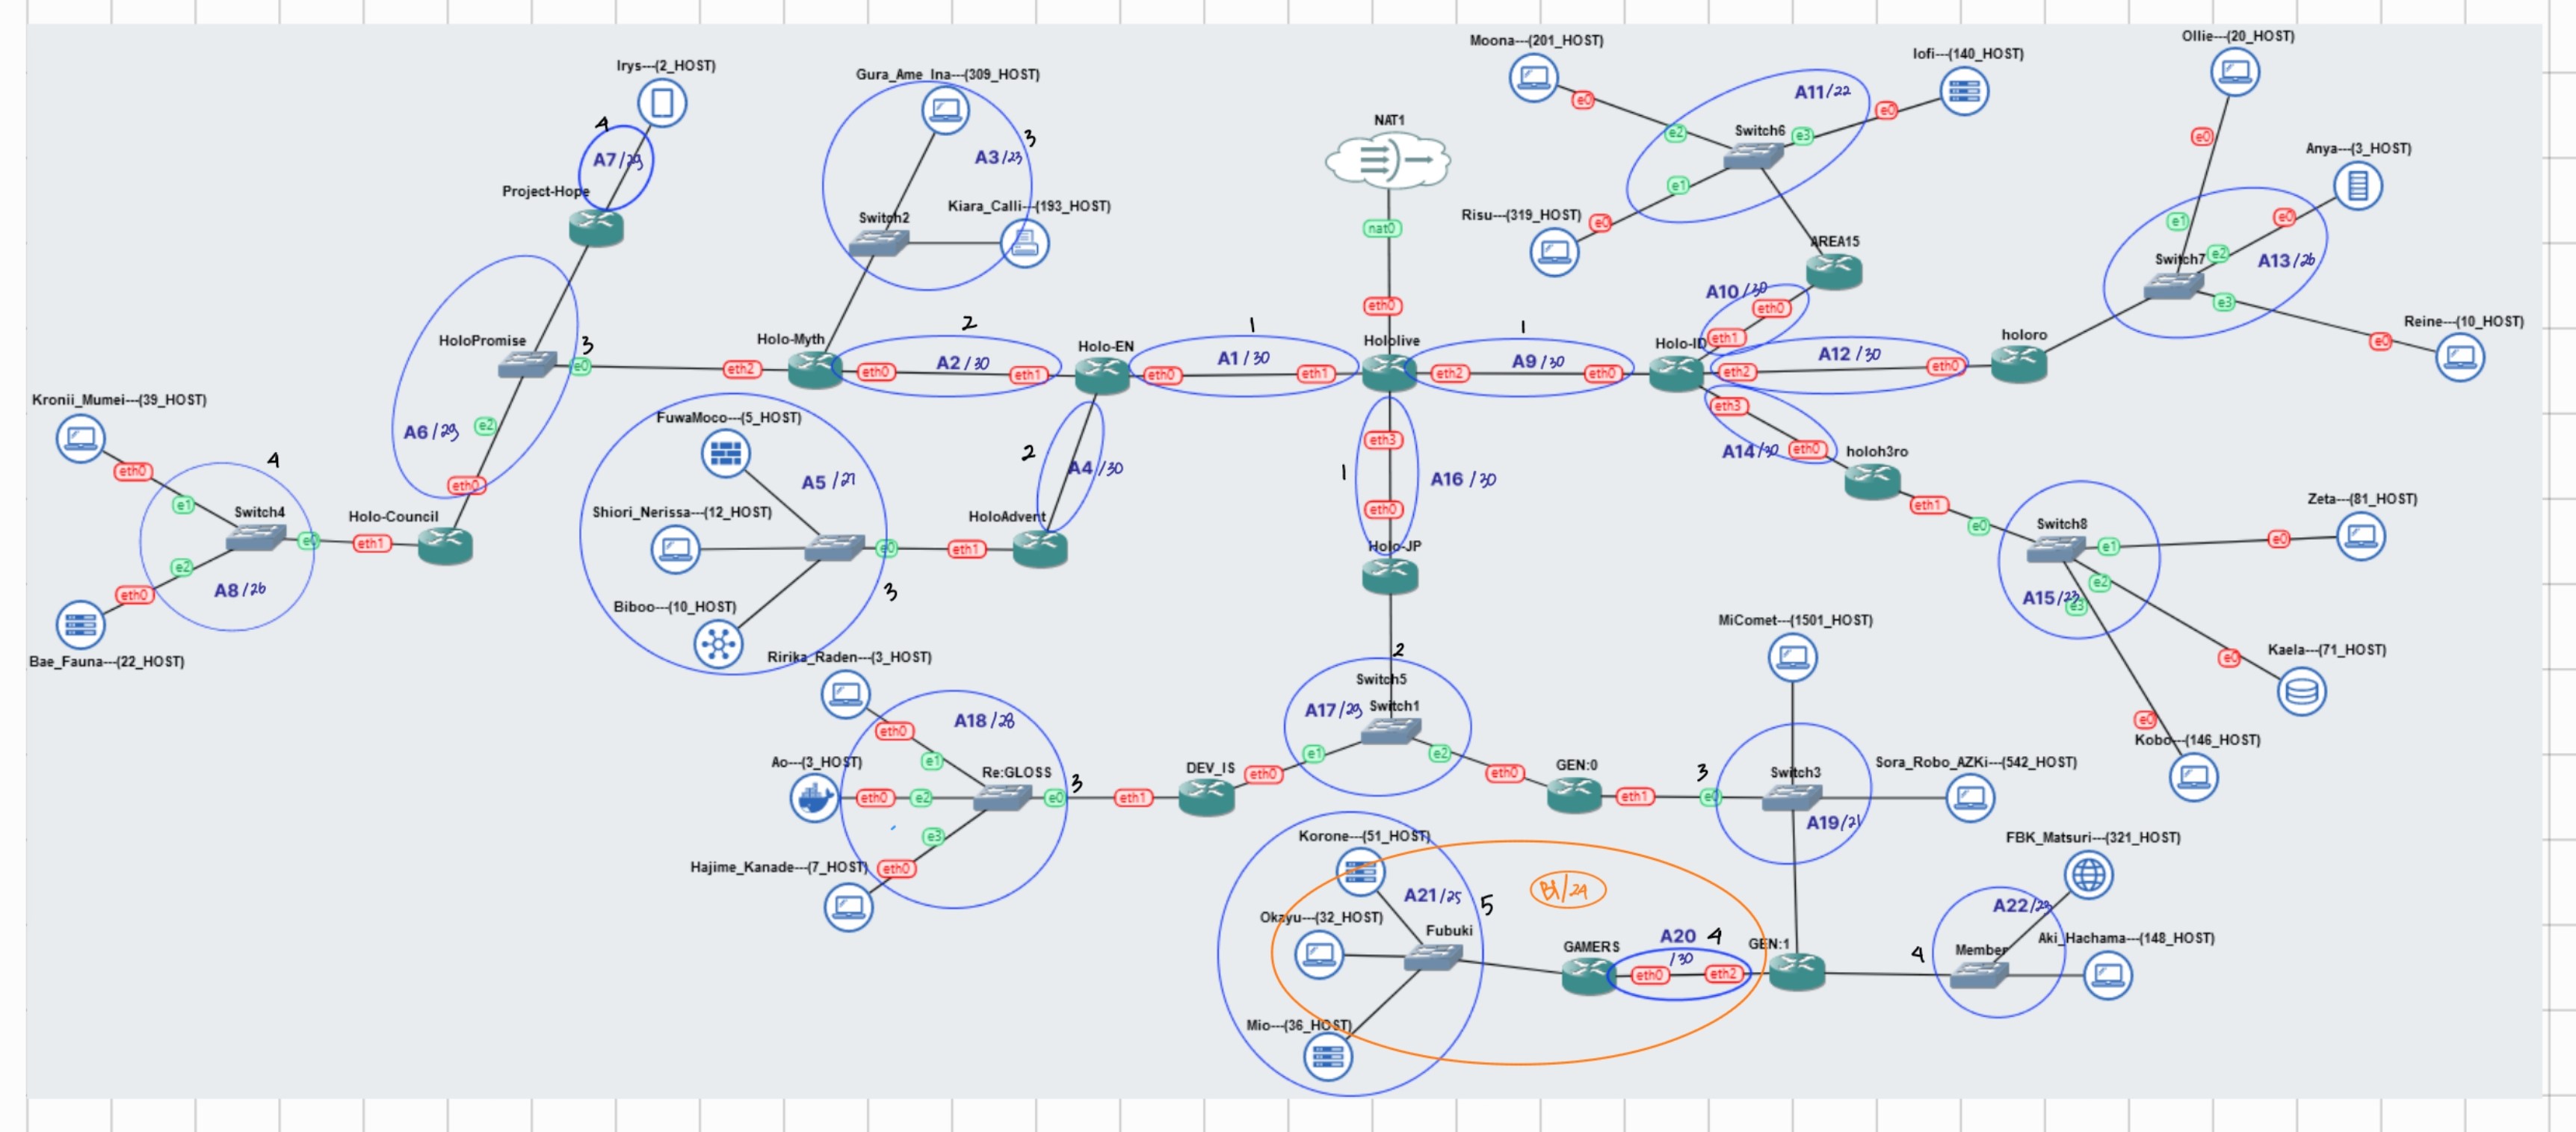 Moona---(201_HOST)
Iofi---(140_HOST)
Ollie---(20_HOST)
Irys---(2_HOST)
Gura_Ame_Ina---(309_HOST)
A11/22
NAT1
e0
e0
e2
Switch6
e3
e0
Anya---(3_HOST)
4
A7/29
3
A3/23
Project-Hope
e1
Kiara_Calli---(193_HOST)
Switch2
Risu---(319_HOST)
e0
nat0
AREA15
e1
e0
e2
Switch7
A13/26
e3
A10/30
eth0
eth0
Reine---(10_HOST)
HoloPromise
3
e0
Holo-Myth
2
Holo-EN
1
Hololive
1
Holo-ID
eth1
A12/30
holoro
e0
eth2
eth0
A2/30
eth1
eth0
A1/30
eth1
eth2
A9/30
eth0
eth2
eth0
Kronii_Mumei---(39_HOST)
eth3
A6/29
e2
FuwaMoco---(5_HOST)
eth3
A14/30
eth0
holoh3ro
4
eth0
eth0
A5/27
2
A4/30
1
A16/30
e1
Switch4
Holo-Council
Shiori_Nerissa---(12_HOST)
HoloAdvent
eth0
eth1
e0
Switch8
Zeta---(81_HOST)
e0
eth1
e0
eth1
Holo-JP
e1
e0
e2
A8/26
eth0
3
e2
A15/23
e3
Biboo---(10_HOST)
MiComet---(1501_HOST)
Bae_Fauna---(22_HOST)
Ririka_Raden---(3_HOST)
2
e0
Kaela---(71_HOST)
Switch5
A17/29
Switch1
A18/28
eth0
e0
Kobo---(146_HOST)
e1
e2
e1
Ao---(3_HOST)
Re:GLOSS
3
DEV_IS
eth0
eth0
GEN:0
3
Switch3
Sora_Robo_AZKi---(542_HOST)
eth0
e2
e0
eth1
eth1
e0
A19/21
e3
Korone---(51_HOST)
FBK_Matsuri---(321_HOST)
Hajime_Kanade---(7_HOST)
eth0
A21/25
5
B1/24
A22/23
Okayu---(32_HOST)
Fubuki
GAMERS
A20
4
/30
GEN:1
4
Member
Aki_Hachama---(148_HOST)
eth0
eth2
Mio---(36_HOST)